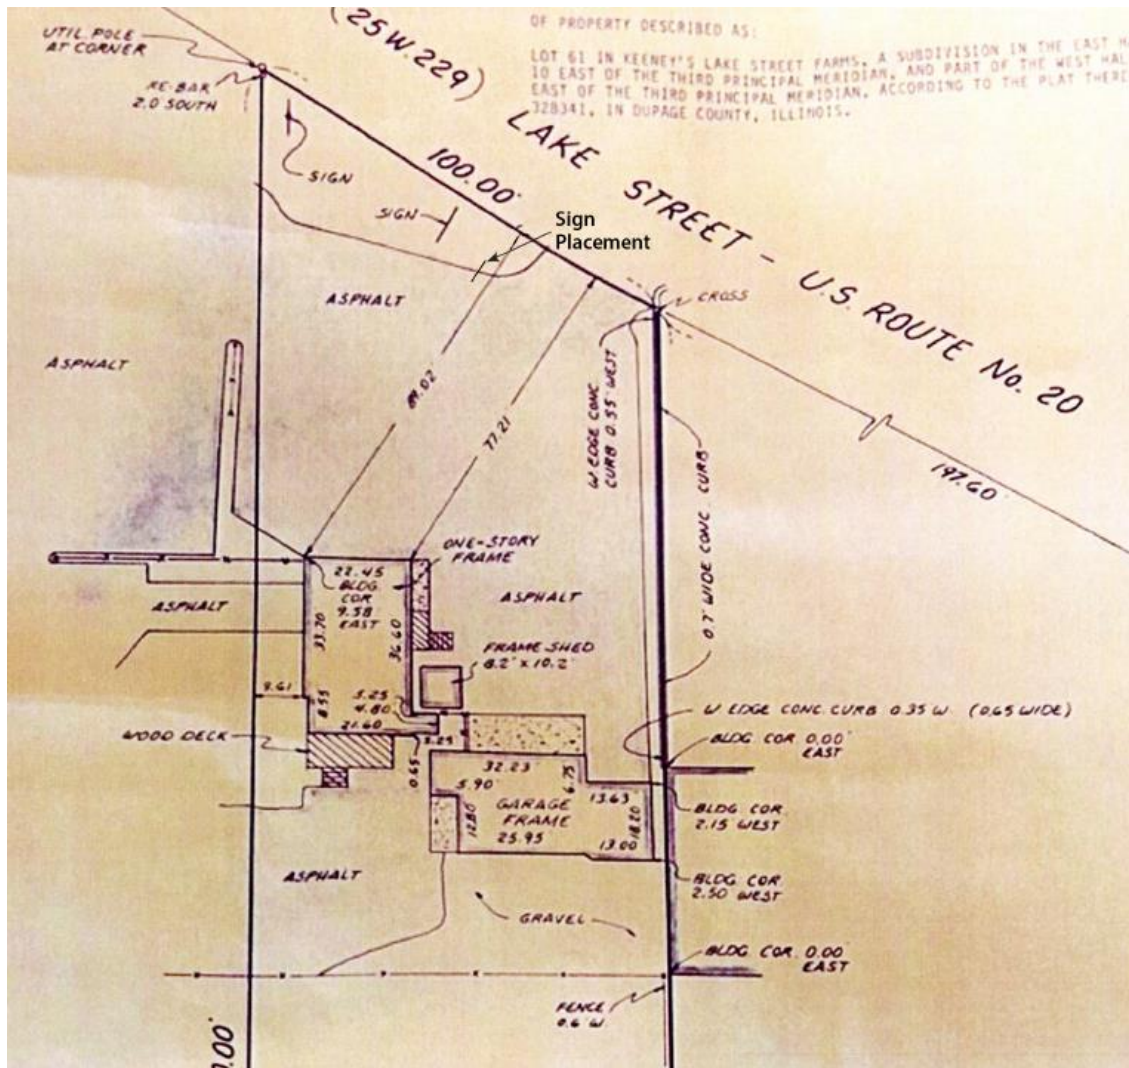 OF PROPERTY DESCRIBED AS:
LOT 61 IN KEENEY'S LAKE STREET FARMS, A SUBDIVISION IN THE EAST
10 EAST OF THE THIRD PRINCIPAL MERIDIAN, AND PART OF THE WEST
EAST OF THE THIRD PRINCIPAL MERIDIAN, ACCORDING TO THE PLAT
328341, IN DUPAGE COUNTY, ILLINOIS.
(25W.229)
LAKE STREET - U.S. ROUTE No. 20
UTIL. POLE
AT CORNER
RE-BAR
2.0 SOUTH
100.00'
SIGN
SIGN
Sign
Placement
CROSS
ASPHALT
ASPHALT
89.02
77.21
W EDGE CONC
CURB 0.55' WEST
0.7' WIDE CONC. CURB
197.60'
ONE-STORY
FRAME
22.45
BLDG.
COR
9.58'
EAST
ASPHALT
ASPHALT
33.70
36.60
FRAME SHED
8.2' X 10.2'
9.61
8.55
5.25
4.80
21.60
W EDGE CONC. CURB 0.35 W. (0.65 WIDE)
WOOD DECK
0.65
BLDG COR 0.00'
EAST
32.23
6.75
5.90
13.63
GARAGE
FRAME
12.80
18.20
25.95
13.00
BLDG COR.
2.15' WEST
ASPHALT
BLDG COR.
2.50' WEST
GRAVEL
BLDG COR. 0.00
EAST
FENCE
0.6' W.